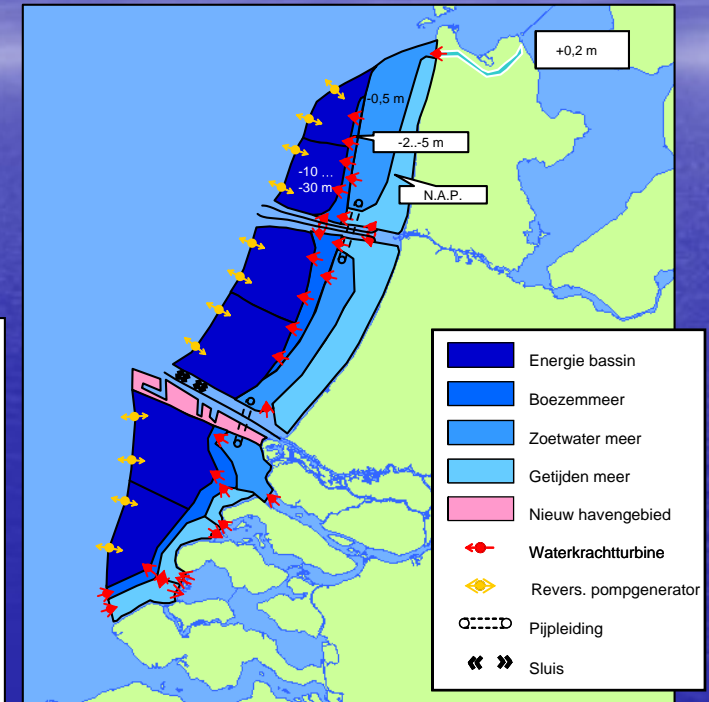 +0,2 m
-0,5 m
-2..-5 m
-10 ...
-30 m
N.A.P.
Energie bassin
Boezemmeer
Zoetwater meer
Getijden meer
Nieuw havengebied
Waterkrachtturbine
Revers. pompgenerator
Pijpleiding
Sluis